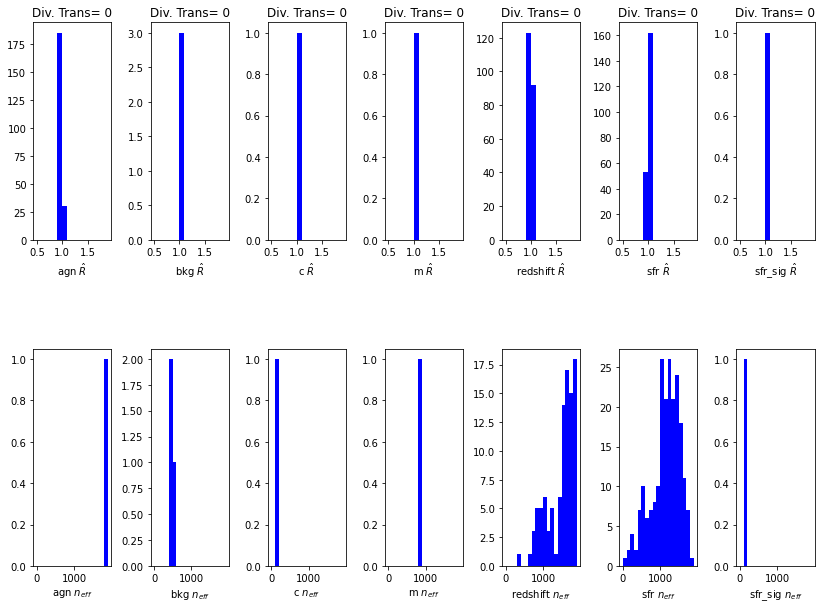 Div. Trans= 0 Div. Trans= 0 Div. Trans= 0 Div. Trans= 0 Div. Trans= 0 Div. Trans= 0 Div. Trans= 0
175 3.0 1.0 1.0 120 160 1.0
150 2.5 0.8 0.8 100 140 0.8
125 2.0 0.6 0.6 80 120 0.6
100 1.5 0.4 0.4 60 100 0.4
75 1.0 0.2 0.2 40 80 0.2
50 0.5 0.0 0.0 20 60 0.0
25 0.0 0 40
0 20
0
0.5 1.0 1.5 0.5 1.0 1.5 0.5 1.0 1.5 0.5 1.0 1.5 0.5 1.0 1.5 0.5 1.0 1.5 0.5 1.0 1.5
agn R̂ bkg R̂ c R̂ m R̂ redshift R̂ sfr R̂ sfr_sig R̂
1.0 2.00 1.0 1.0 17.5 25 1.0
0.8 1.75 0.8 0.8 15.0 20 0.8
0.6 1.50 0.6 0.6 12.5 15 0.6
0.4 1.25 0.4 0.4 10.0 10 0.4
0.2 1.00 0.2 0.2 7.5 5 0.2
0.0 0.75 0.0 0.0 5.0 0 0.0
0.50 2.5
0.25 0.0
0.00
0 1000 0 1000 0 1000 0 1000 0 1000 0 1000 0 1000
agn n_eff bkg n_eff c n_eff m n_eff redshift n_eff sfr n_eff sfr_sig n_eff